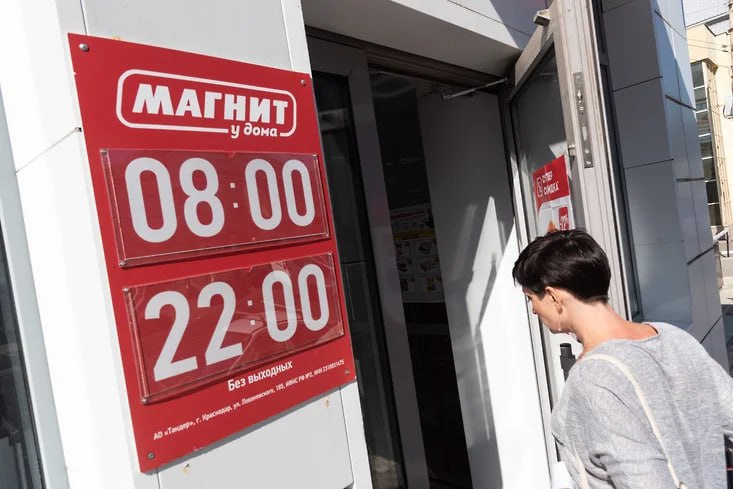 МАГНИТ
у дома
08:00
22:00
Без выходных
АО «Тандер», г. Краснодар, ул. Леваневского, 185, ИФНС РФ №2, ИНН 2310031475